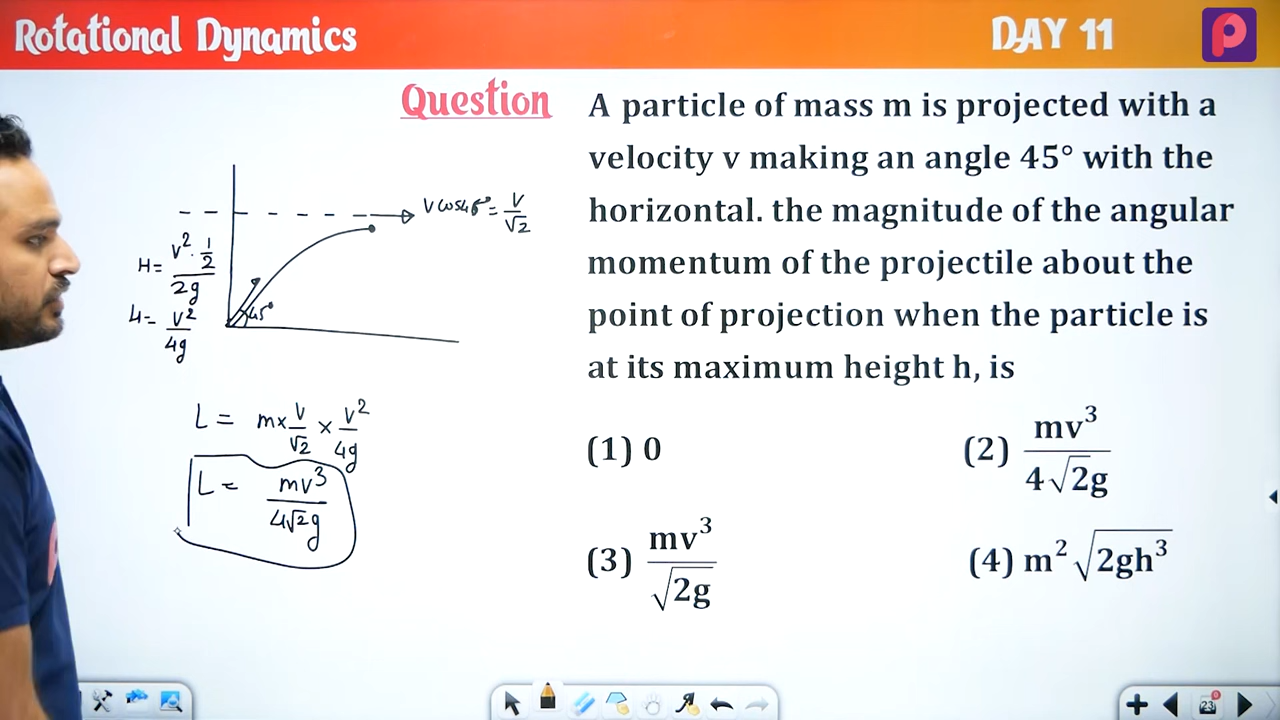 Rotational Dynamics
DAY 11
Question
A particle of mass m is projected with a
velocity v making an angle 45° with the
horizontal. the magnitude of the angular
momentum of the projectile about the
point of projection when the particle is
at its maximum height h, is
(1) 0
(2) mv³/4√2g
(3) mv³/√2g
(4) m²√2gh³
v cos45° = v/√2
H = v²·1/2 / 2g
H = v²/4g
45°
L = m × v/√2 × v²/4g
L = mv³/4√2g
23